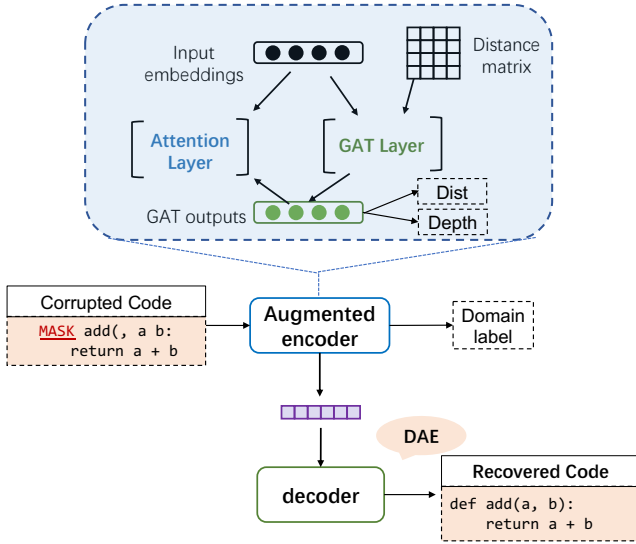 Input
embeddings
Distance
matrix
Attention
Layer
GAT Layer
GAT outputs
Dist
Depth
Corrupted Code
MASK add(, a b:
return a + b
Augmented
encoder
Domain
label
DAE
decoder
Recovered Code
def add(a, b):
return a + b